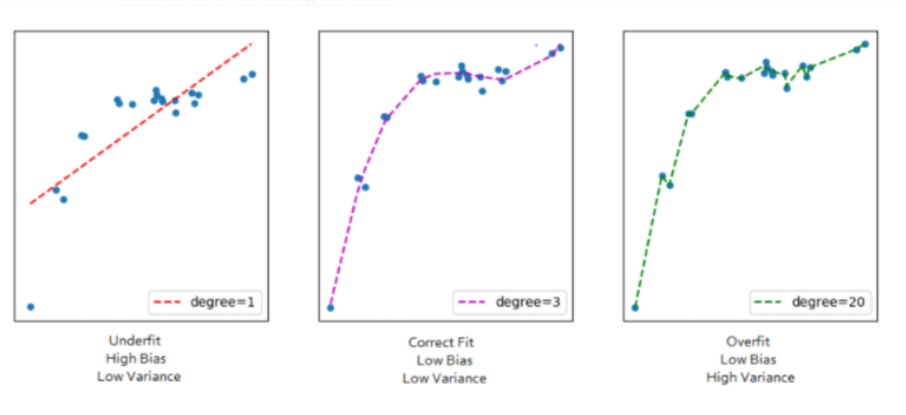 degree=1
degree=3
degree=20
Underfit
High Bias
Low Variance
Correct Fit
Low Bias
Low Variance
Overfit
Low Bias
High Variance